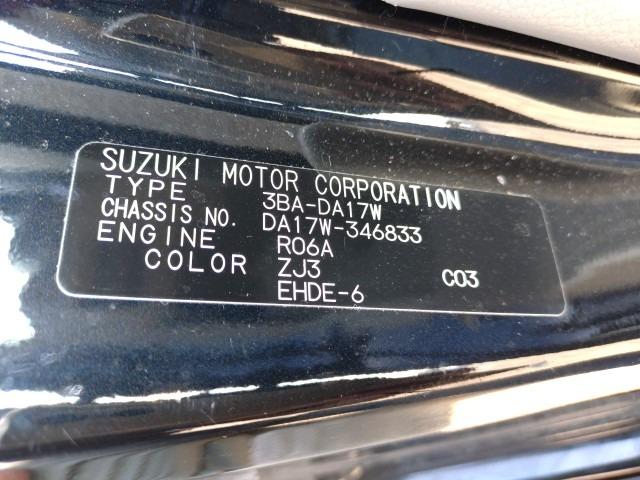 SUZUKI MOTOR CORPORATION
TYPE 3BA-DA17W
CHASSIS NO. DA17W-346833
ENGINE R06A
COLOR ZJ3 C03
EHDE-6